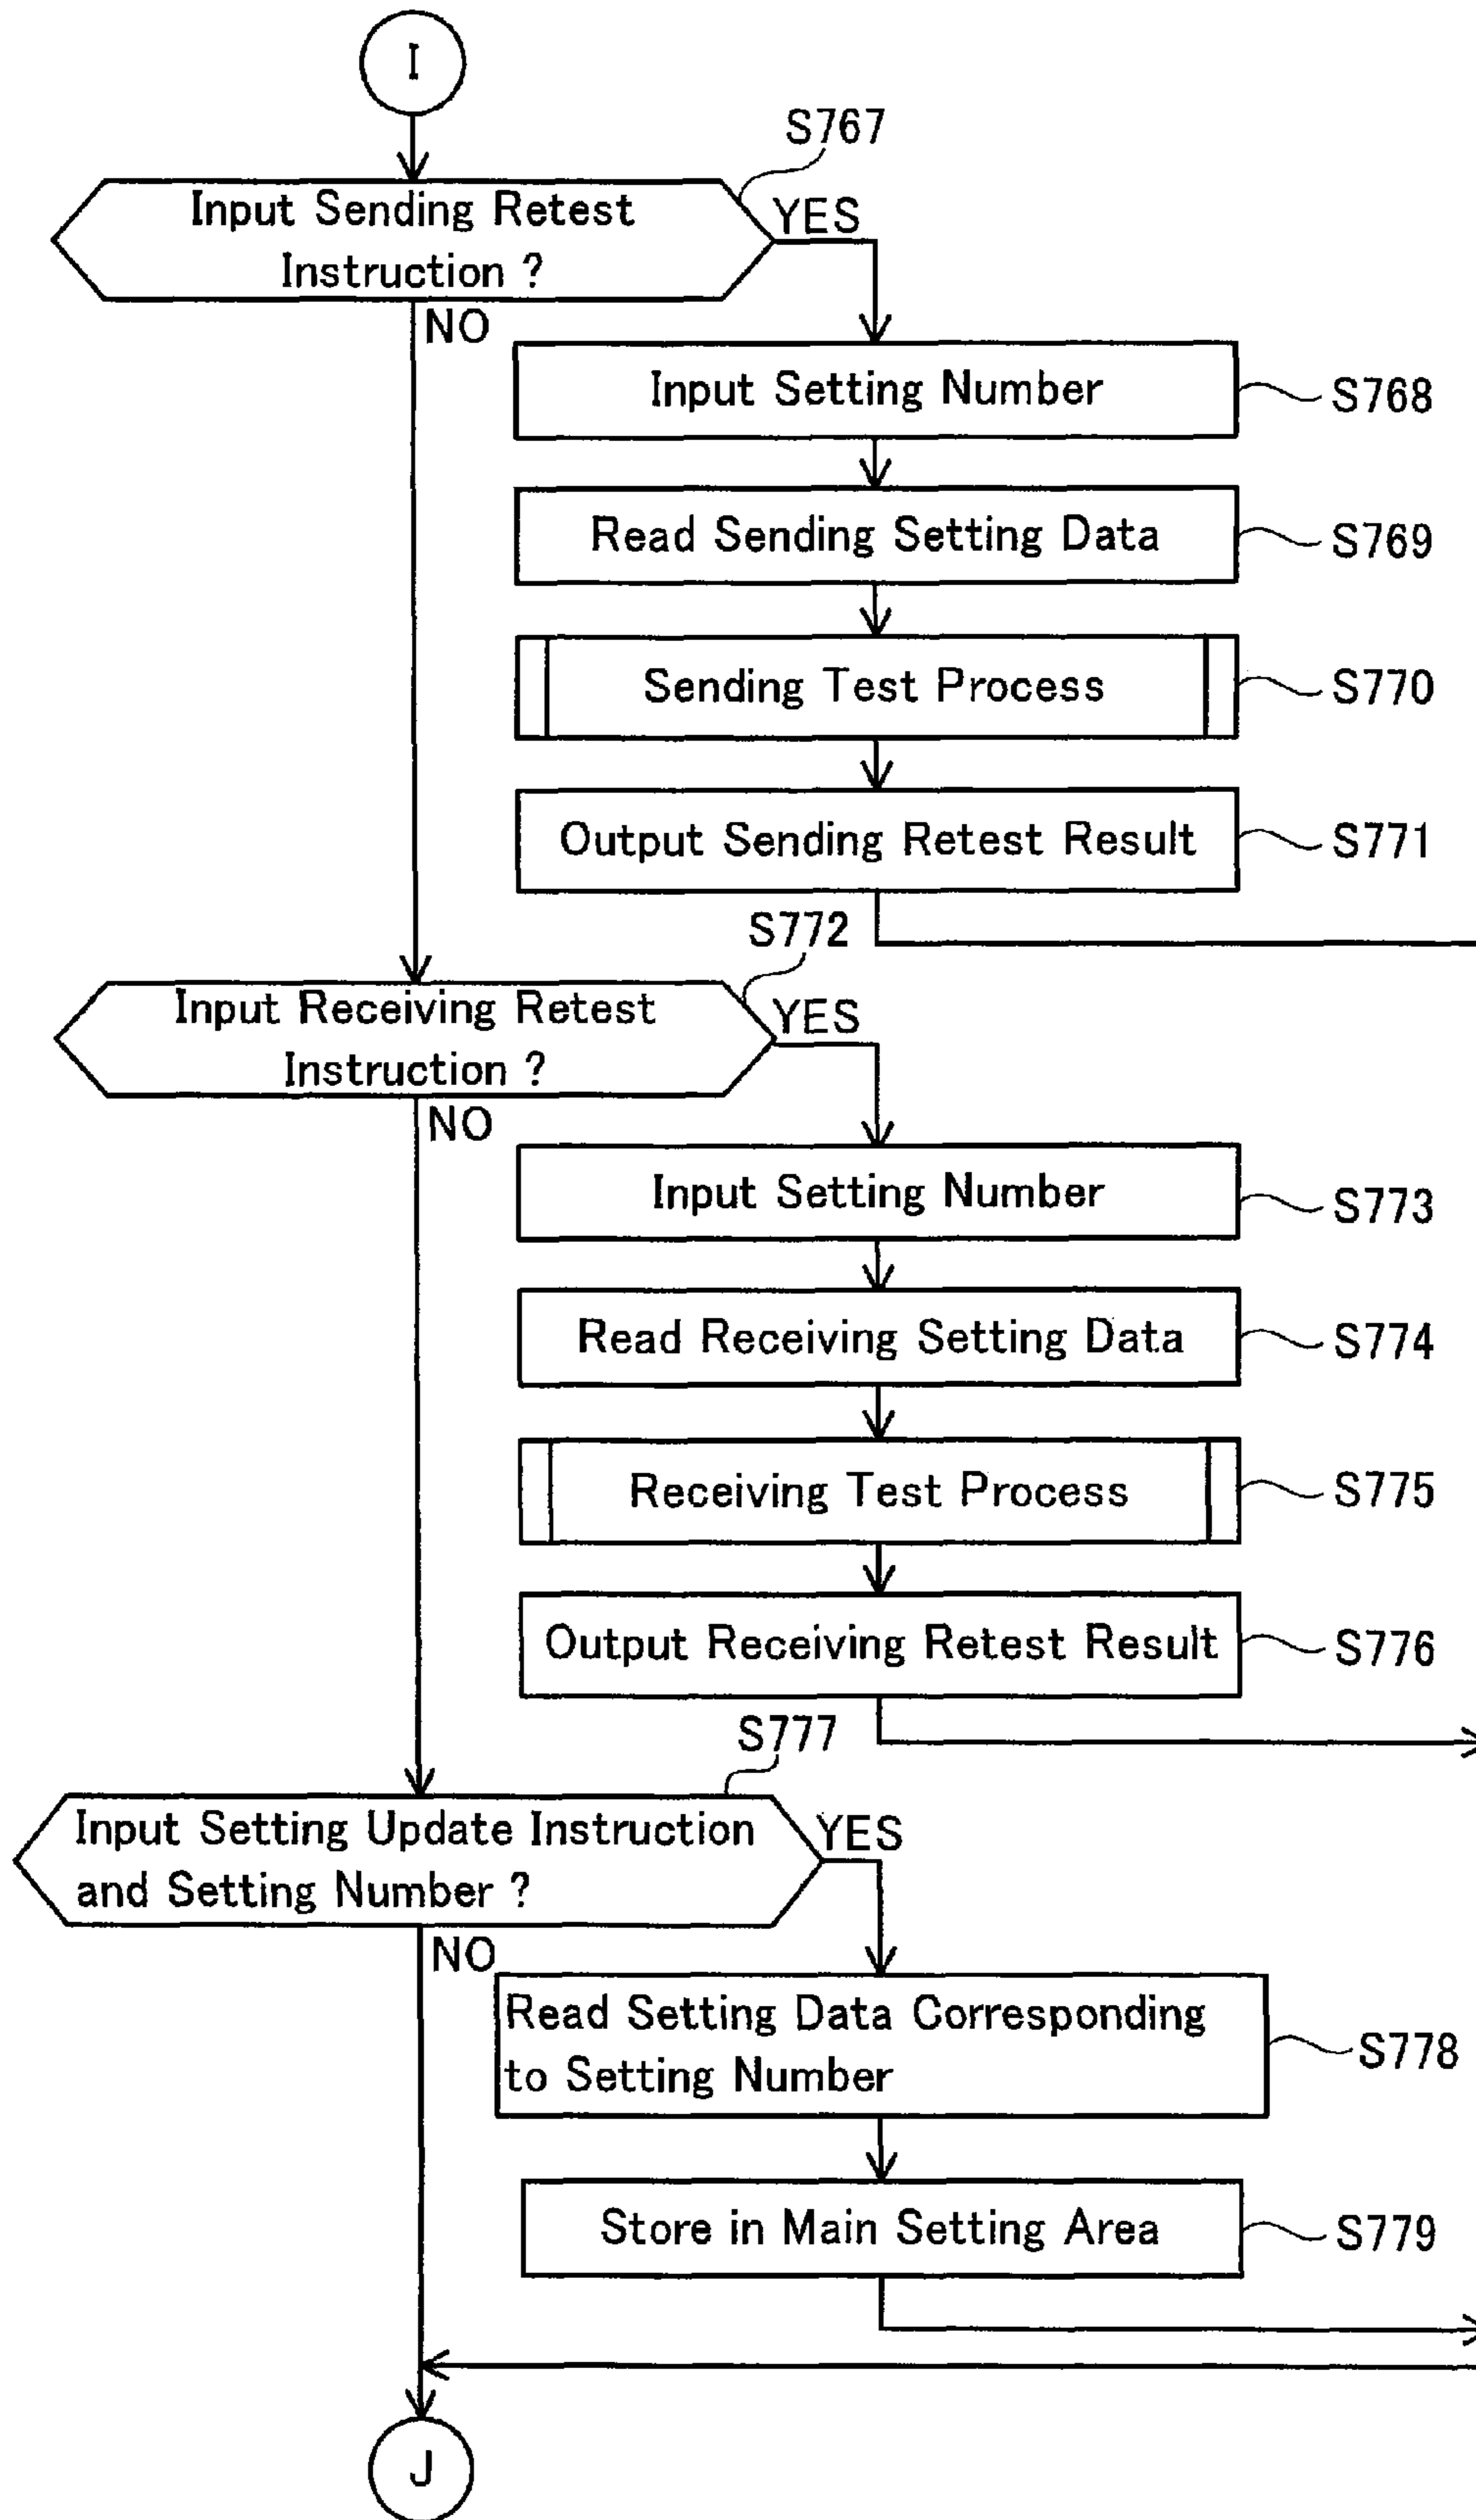 I
S767
Input Sending Retest
Instruction ?
YES
NO
Input Setting Number
S768
Read Sending Setting Data
S769
Sending Test Process
S770
Output Sending Retest Result
S771
S772
Input Receiving Retest
Instruction ?
YES
NO
Input Setting Number
S773
Read Receiving Setting Data
S774
Receiving Test Process
S775
Output Receiving Retest Result
S776
S777
Input Setting Update Instruction
and Setting Number ?
YES
NO
Read Setting Data Corresponding
to Setting Number
S778
Store in Main Setting Area
S779
J